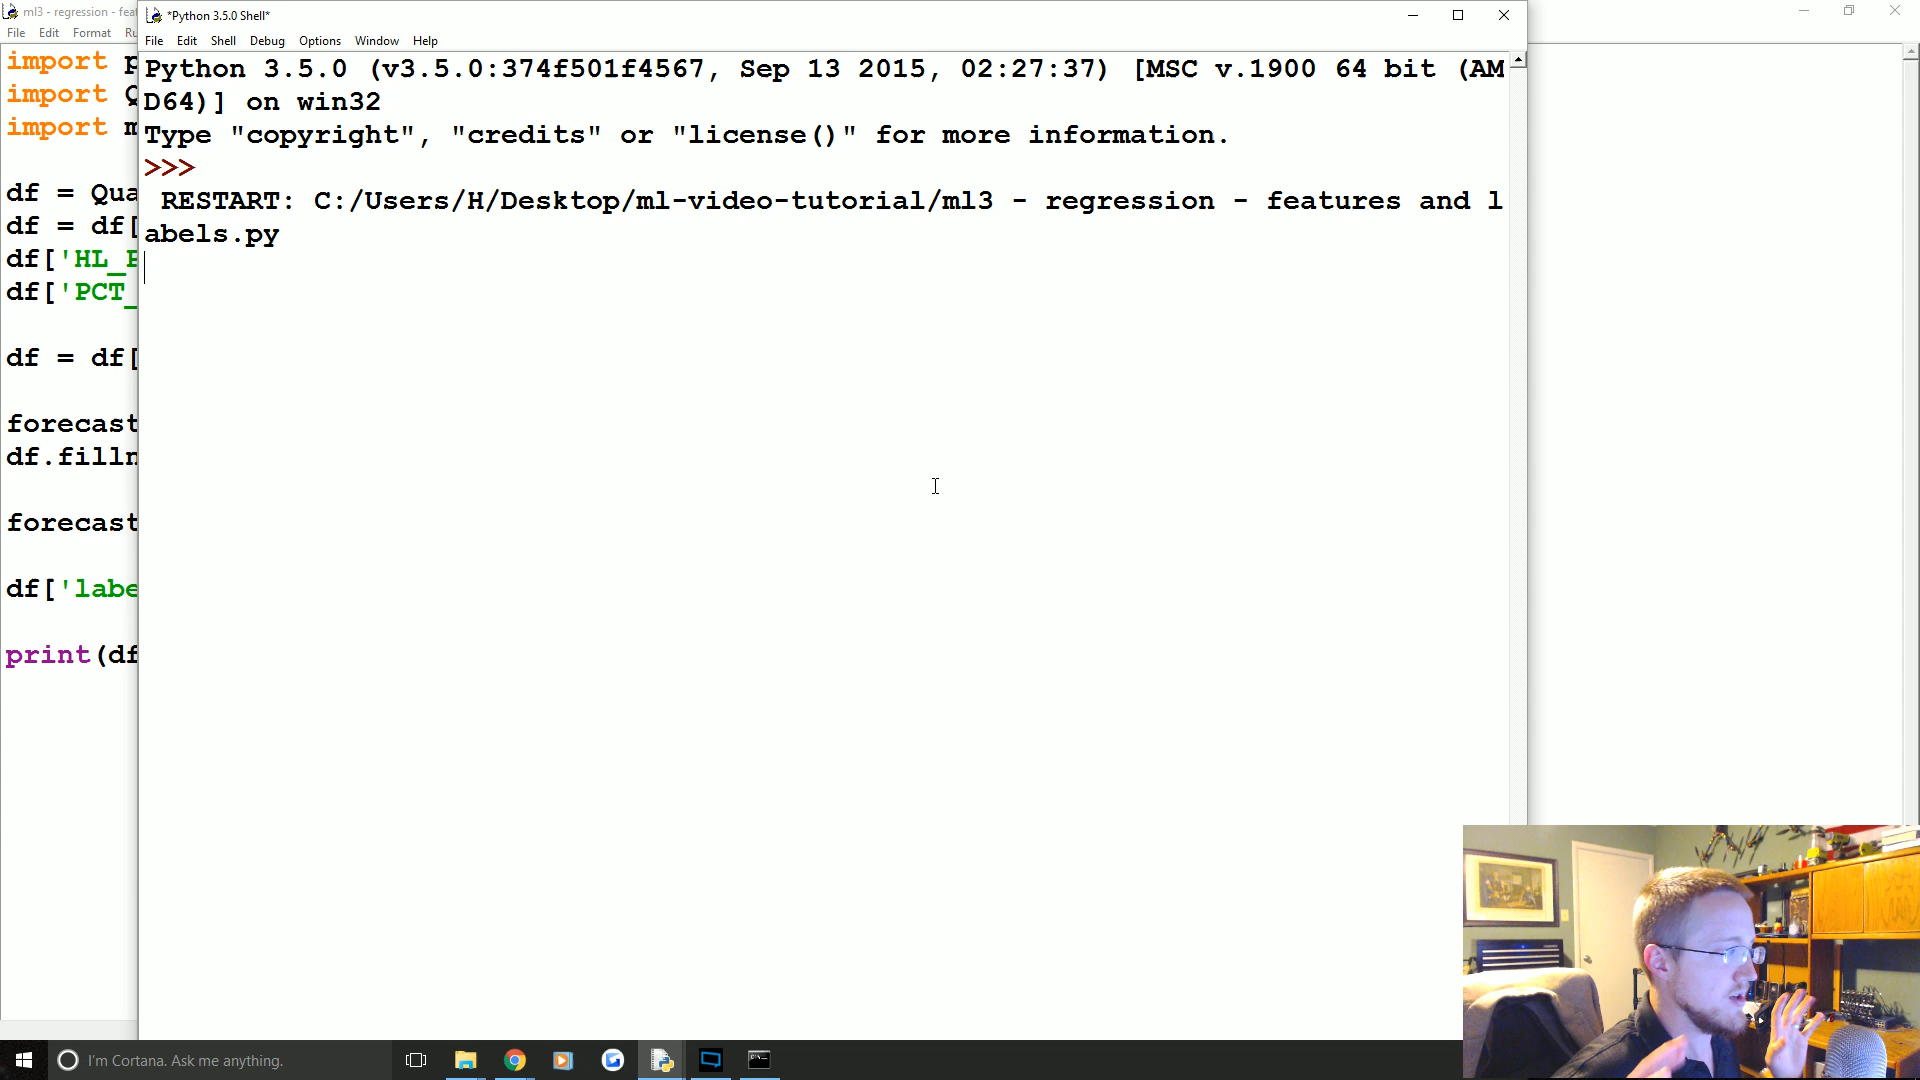 ml3 - regression - fea
File Edit Format Ru
import p
import Q
import m
df = Qua
df = df[
df['HL_P
df['PCT_
df = df[
forecast
df.filln
forecast
df['labe
print(df
*Python 3.5.0 Shell*
File Edit Shell Debug Options Window Help
Python 3.5.0 (v3.5.0:374f501f4567, Sep 13 2015, 02:27:37) [MSC v.1900 64 bit (AM
D64)] on win32
Type "copyright", "credits" or "license()" for more information.
>>>
RESTART: C:/Users/H/Desktop/ml-video-tutorial/ml3 - regression - features and l
abels.py
I'm Cortana. Ask me anything.